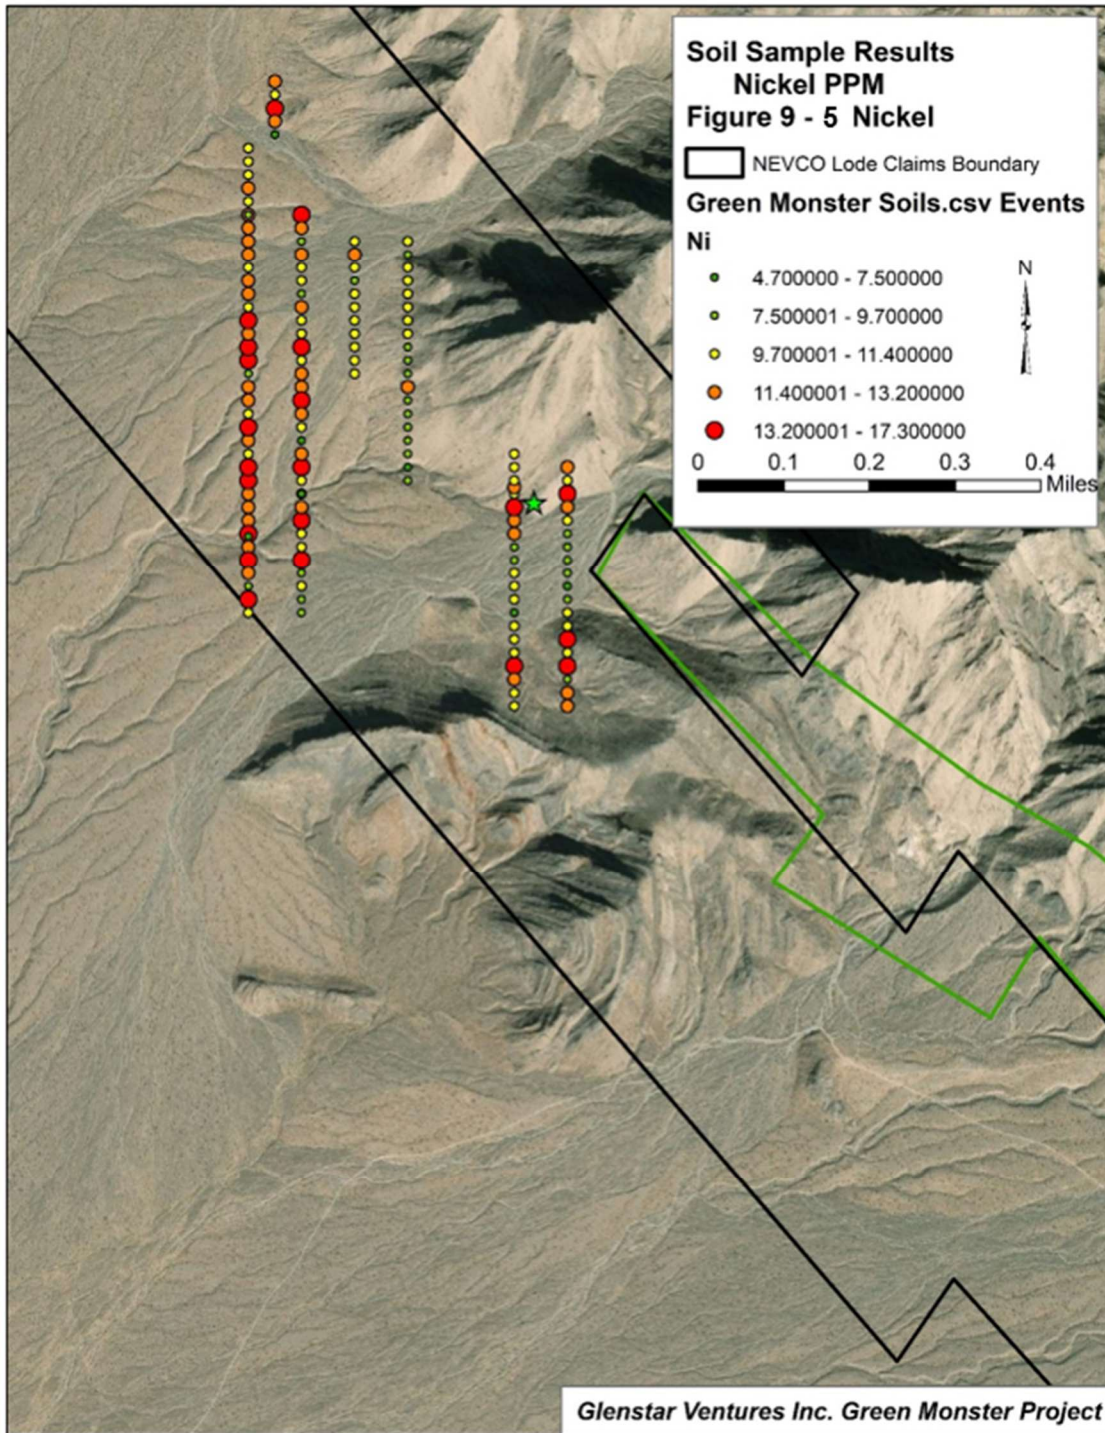 Soil Sample Results
Nickel PPM
Figure 9 - 5 Nickel
NEVCO Lode Claims Boundary
Green Monster Soils.csv Events
Ni
4.700000 - 7.500000
7.500001 - 9.700000
9.700001 - 11.400000
11.400001 - 13.200000
13.200001 - 17.300000
N
0 0.1 0.2 0.3 0.4
Miles
Glenstar Ventures Inc. Green Monster Project